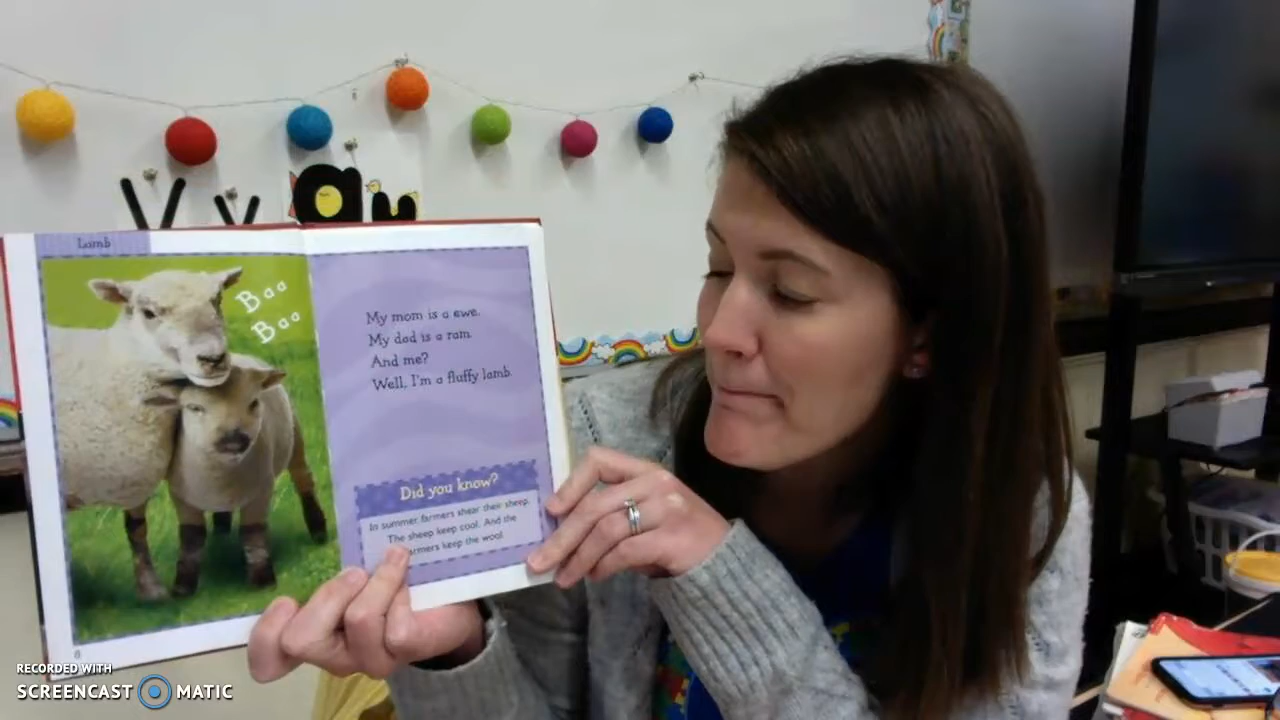 Lamb
Baa
Baa
My mom is a ewe.
My dad is a ram.
And me?
Well, I'm a fluffy lamb.
Did you know?
In summer farmers shear their sheep.
The sheep keep cool. And the
farmers keep the wool.
8
RECORDED WITH
SCREENCAST MATIC